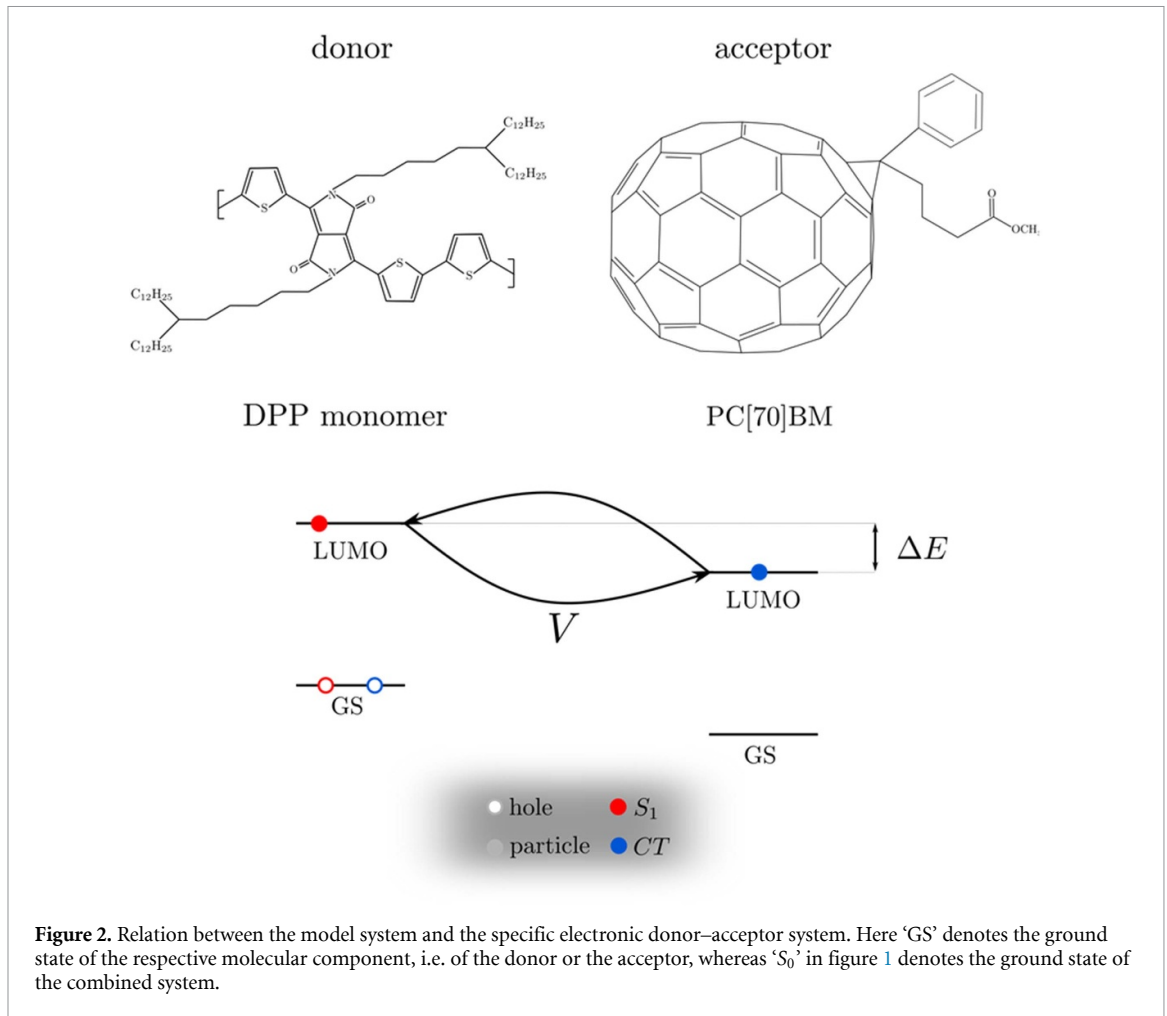 donor
acceptor
C₁₂H₂₅
C₁₂H₂₅
S
N
O
O
N
S
S
C₁₂H₂₅
C₁₂H₂₅
O
OCH
DPP monomer
PC[70]BM
LUMO
ΔE
LUMO
V
GS
GS
hole
S₁
particle
CT
Figure 2. Relation between the model system and the specific electronic donor–acceptor system. Here ‘GS’ denotes the ground
state of the respective molecular component, i.e. of the donor or the acceptor, whereas ‘S₀’ in figure 1 denotes the ground state of
the combined system.